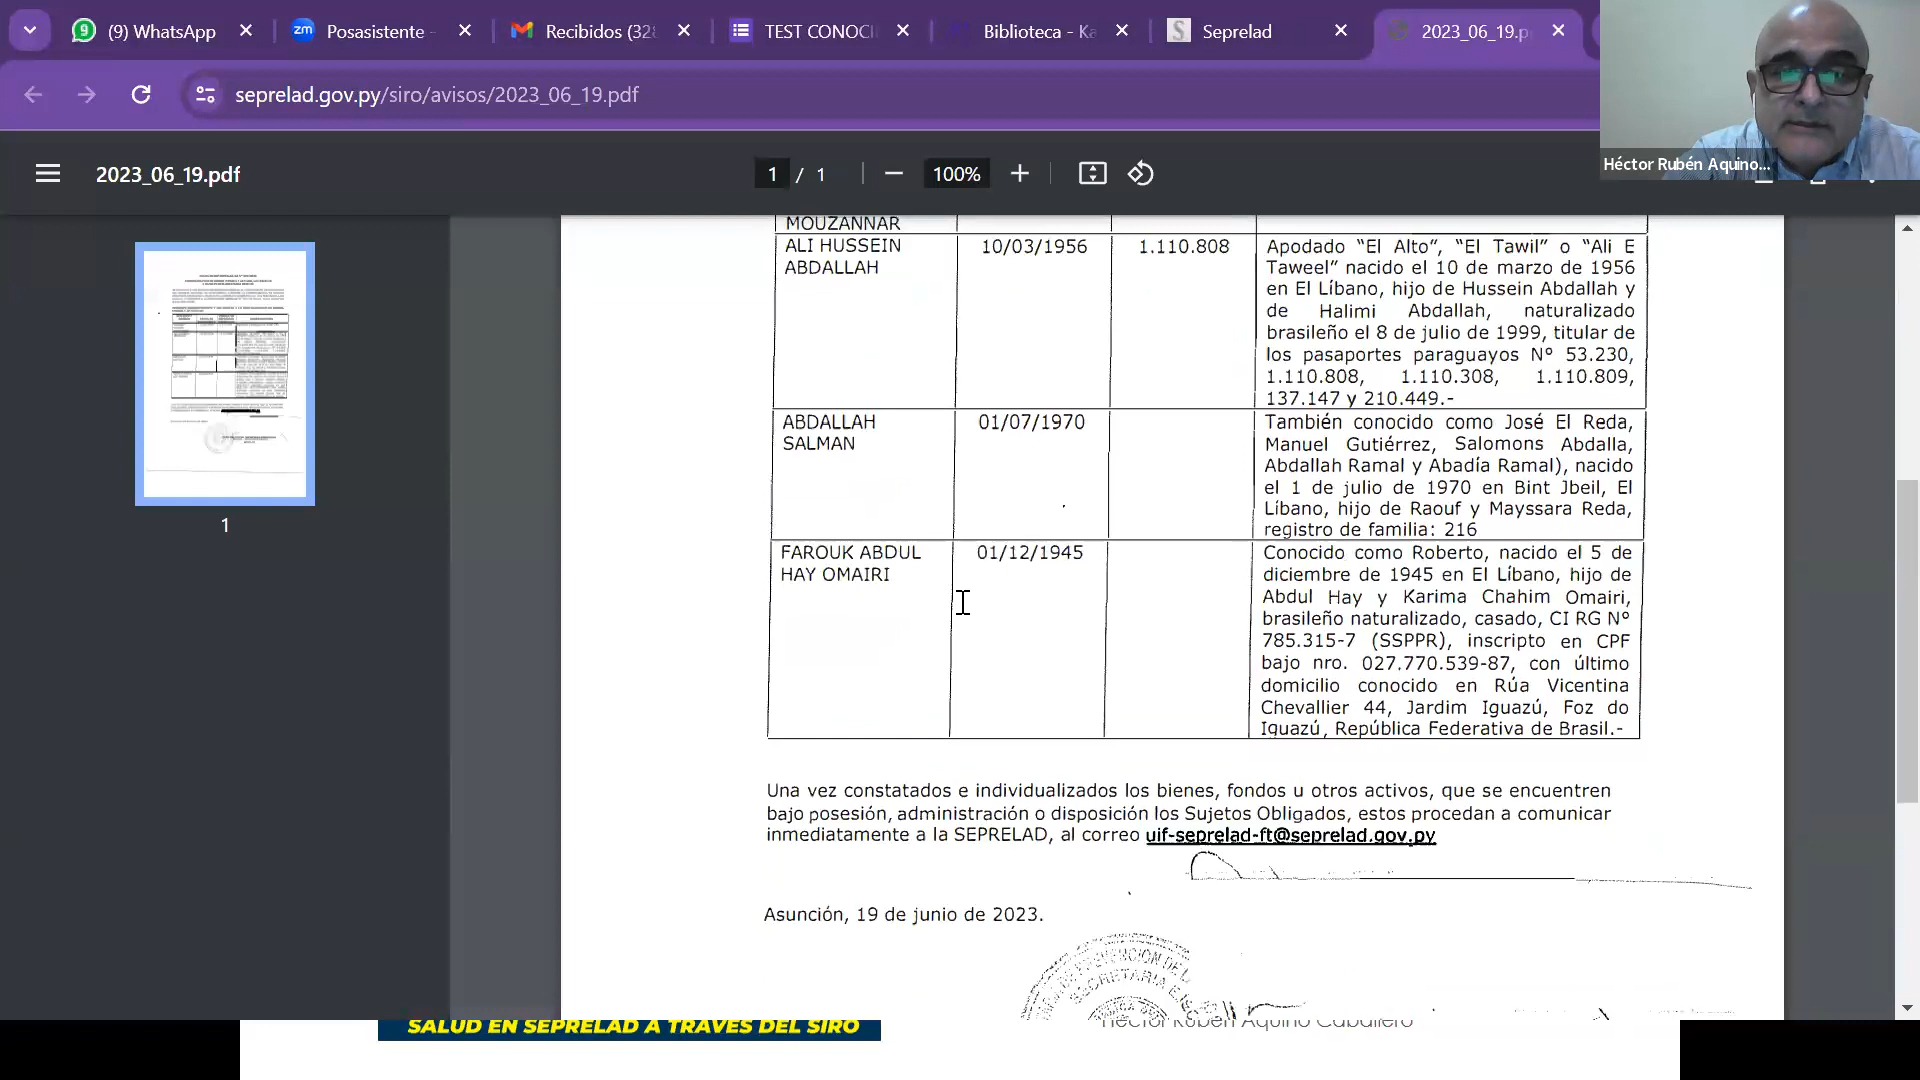 (9) WhatsApp
Posasistente -
Recibidos (328
TEST CONOCI
Biblioteca - Ka
Seprelad
2023_06_19.p
seprelad.gov.py/siro/avisos/2023_06_19.pdf
Héctor Rubén Aquino...
2023_06_19.pdf
1 / 1
100%
1
MOUZANNAR
ALI HUSSEIN
ABDALLAH
10/03/1956
1.110.808
Apodado “El Alto”, “El Tawil” o “Ali E
Taweel” nacido el 10 de marzo de 1956
en El Líbano, hijo de Hussein Abdallah y
de Halimi Abdallah, naturalizado
brasileño el 8 de julio de 1999, titular de
los pasaportes paraguayos Nº 53.230,
1.110.808, 1.110.308, 1.110.809,
137.147 y 210.449.-
ABDALLAH
SALMAN
01/07/1970
También conocido como José El Reda,
Manuel Gutiérrez, Salomons Abdalla,
Abdallah Ramal y Abadía Ramal), nacido
el 1 de julio de 1970 en Bint Jbeil, El
Líbano, hijo de Raouf y Mayssara Reda,
registro de familia: 216
FAROUK ABDUL
HAY OMAIRI
01/12/1945
Conocido como Roberto, nacido el 5 de
diciembre de 1945 en El Líbano, hijo de
Abdul Hay y Karima Chahim Omairi,
brasileño naturalizado, casado, CI RG Nº
785.315-7 (SSPPR), inscripto en CPF
bajo nro. 027.770.539-87, con último
domicilio conocido en Rúa Vicentina
Chevallier 44, Jardim Iguazú, Foz do
Iguazú, República Federativa de Brasil.-
Una vez constatados e individualizados los bienes, fondos u otros activos, que se encuentren
bajo posesión, administración o disposición los Sujetos Obligados, estos procedan a comunicar
inmediatamente a la SEPRELAD, al correo uif-seprelad-ft@seprelad.gov.py
Asunción, 19 de junio de 2023.
SALUD EN SEPRELAD A TRAVÉS DEL SIRO
Héctor Rubén Aquino Caballero